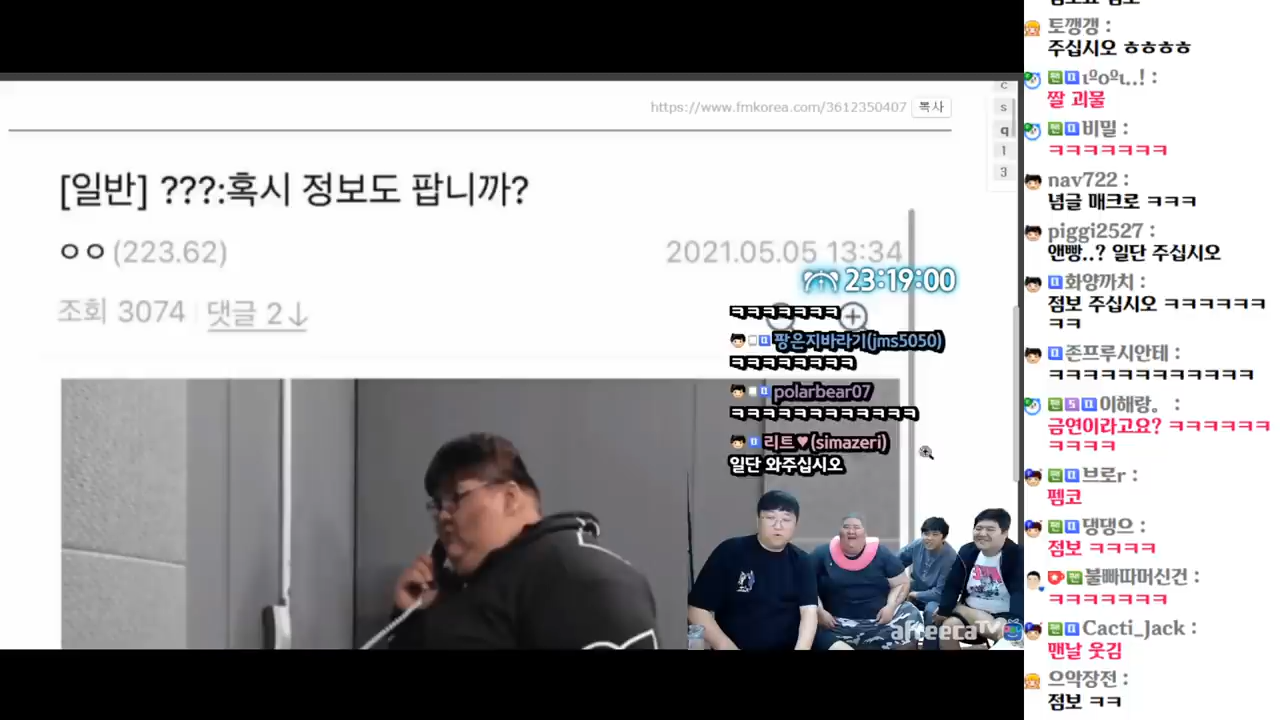 https://www.fmkorea.com/3612350407 복사
[일반] ???:혹시 정보도 팝니까?
ㅇㅇ (223.62)
2021.05.05 13:34
조회 3074
댓글 2↓
23:19:00
ㅋㅋㅋㅋㅋㅋㅋ
팡은지바라기(jms5050)
ㅋㅋㅋㅋㅋㅋㅋㅋ
polarbear07
ㅋㅋㅋㅋㅋㅋㅋㅋㅋㅋㅋㅋ
리트♥(simazeri)
일단 와주십시오
afreecaTV
c
s
q
1
3
토깽갱 :
주십시오 ㅎㅎㅎㅎ
짤 괴물
비밀 :
ㅋㅋㅋㅋㅋㅋㅋ
nav722 :
념글 매크로 ㅋㅋㅋ
piggi2527 :
앤빵..? 일단 주십시오
화양까치 :
점보 주십시오 ㅋㅋㅋㅋㅋㅋ
ㅋㅋ
존프루시안테 :
ㅋㅋㅋㅋㅋㅋㅋㅋㅋㅋㅋㅋ
이해랑。 :
금연이라고요? ㅋㅋㅋㅋㅋㅋ
ㅋㅋㅋㅋ
브로r :
펨코
댕댕으 :
점보 ㅋㅋㅋㅋ
불빠따머신건 :
ㅋㅋㅋㅋㅋㅋㅋ
Cacti_Jack :
맨날 웃김
으악장전 :
점보 ㅋㅋ